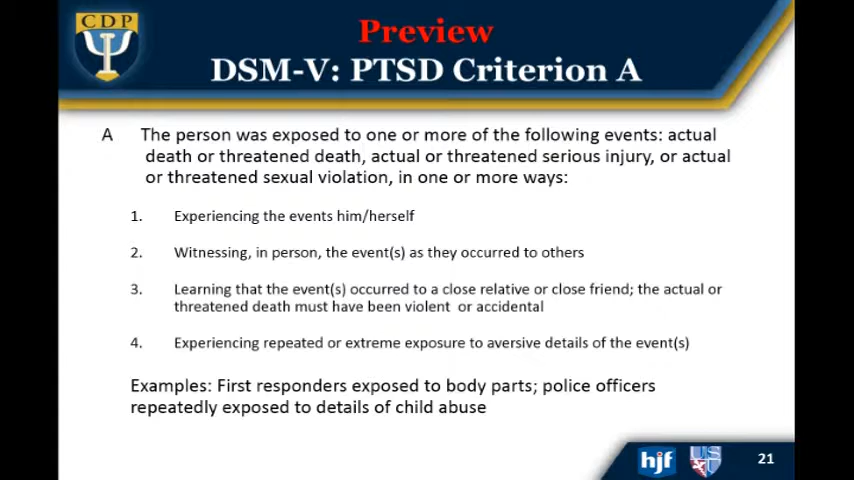 CDP
Preview
DSM-V: PTSD Criterion A
A The person was exposed to one or more of the following events: actual
death or threatened death, actual or threatened serious injury, or actual
or threatened sexual violation, in one or more ways:
1. Experiencing the events him/herself
2. Witnessing, in person, the event(s) as they occurred to others
3. Learning that the event(s) occurred to a close relative or close friend; the actual or
threatened death must have been violent or accidental
4. Experiencing repeated or extreme exposure to aversive details of the event(s)
Examples: First responders exposed to body parts; police officers
repeatedly exposed to details of child abuse
hjf
21